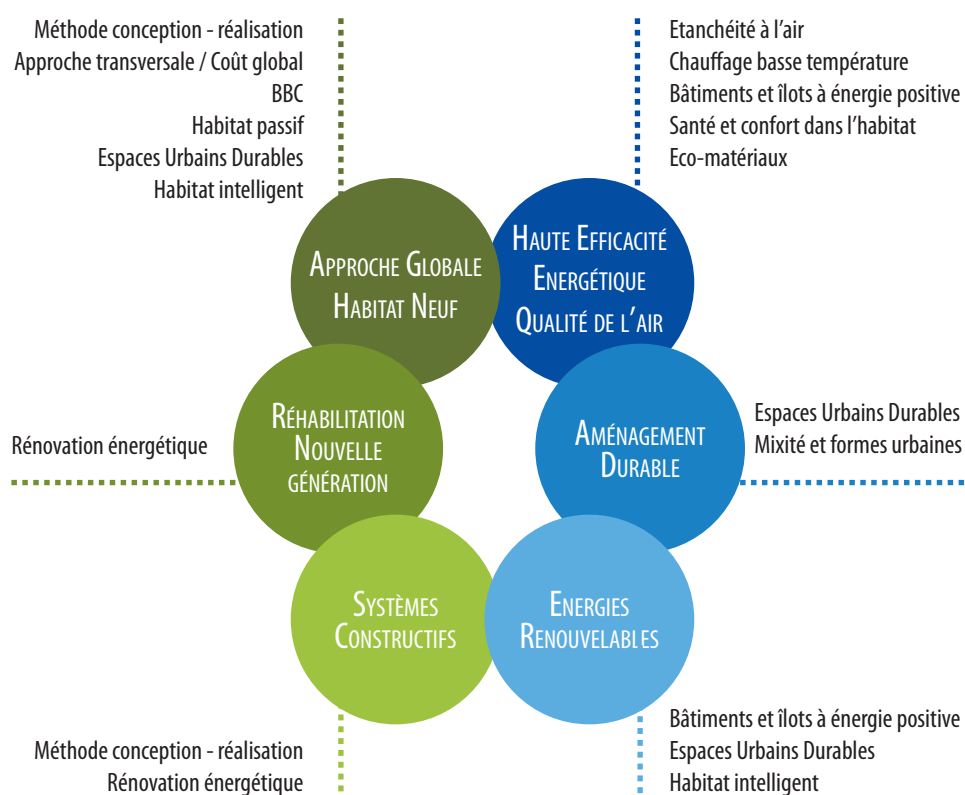 Méthode conception - réalisation
Approche transversale / Coût global
BBC
Habitat passif
Espaces Urbains Durables
Habitat intelligent
Etanchéité à l'air
Chauffage basse température
Bâtiments et îlots à énergie positive
Santé et confort dans l'habitat
Eco-matériaux
Approche Globale
Habitat Neuf
Haute Efficacité
Energétique
Qualité de l'air
Rénovation énergétique
Réhabilitation
Nouvelle
génération
Aménagement
Durable
Espaces Urbains Durables
Mixité et formes urbaines
Systèmes
Constructifs
Energies
Renouvelables
Méthode conception - réalisation
Rénovation énergétique
Bâtiments et îlots à énergie positive
Espaces Urbains Durables
Habitat intelligent